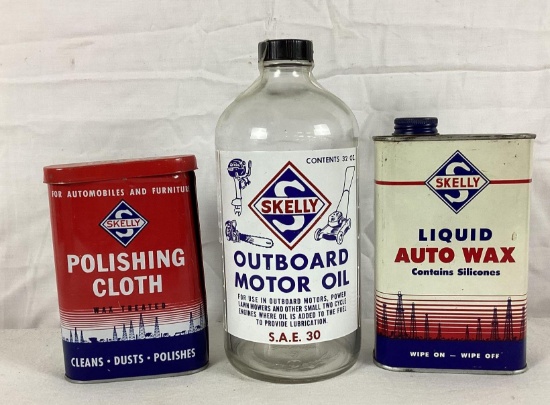 FOR AUTOMOBILES AND FURNITURE
S
SKELLY
POLISHING
CLOTH
WAX TREATED
CLEANS · DUSTS · POLISHES
CONTENTS 32 OZ.
S
SKELLY
OUTBOARD
MOTOR OIL
FOR USE IN OUTBOARD MOTORS, POWER
LAWN MOWERS AND OTHER SMALL TWO CYCLE
ENGINES WHERE OIL IS ADDED TO THE FUEL
TO PROVIDE LUBRICATION.
S.A.E. 30
S
SKELLY
LIQUID
AUTO WAX
Contains Silicones
WIPE ON — WIPE OFF